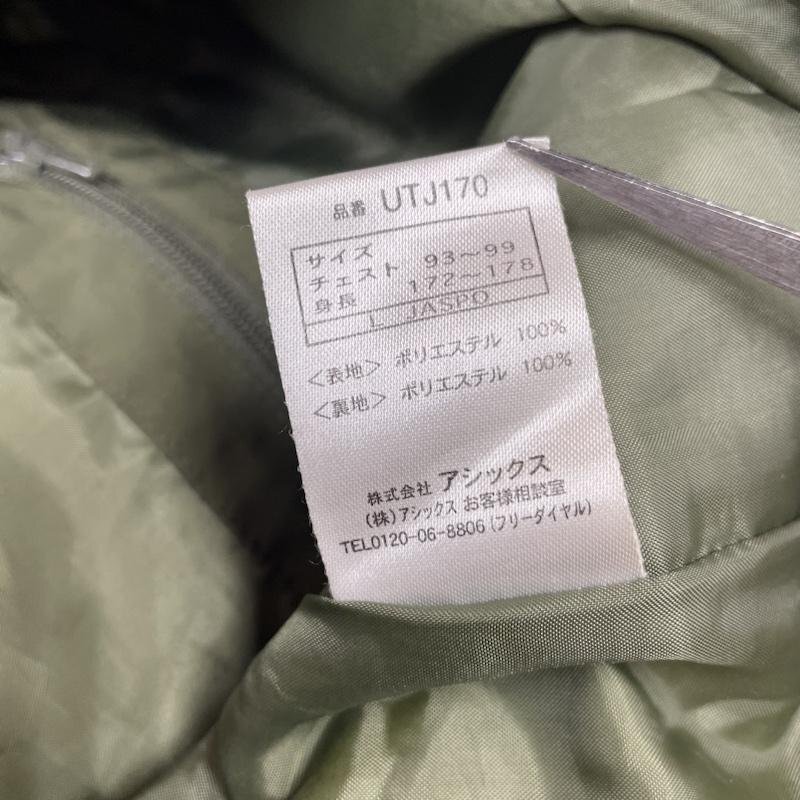 品番 UTJ170
サイズ
チェスト 93～99
身長 172～178
L JASPO
<表地> ポリエステル 100%
<裏地> ポリエステル 100%
株式会社 アシックス
(株)アシックス お客様相談室
TEL0120-06-8806(フリーダイヤル)